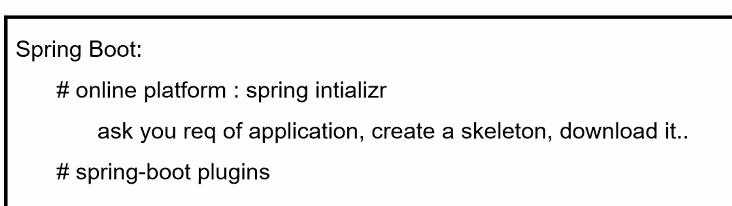 Spring Boot:
# online platform : spring intializr
ask you req of application, create a skeleton, download it..
# spring-boot plugins